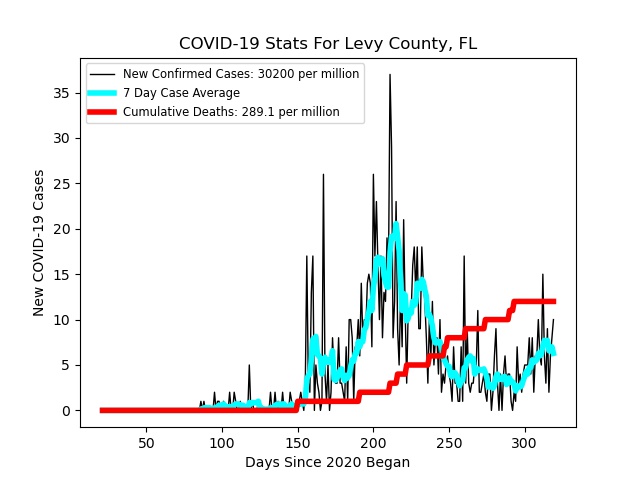 COVID-19 Stats For Levy County, FL
New Confirmed Cases: 30200 per million
7 Day Case Average
Cumulative Deaths: 289.1 per million
New COVID-19 Cases
35
30
25
20
15
10
5
0
50 100 150 200 250 300
Days Since 2020 Began